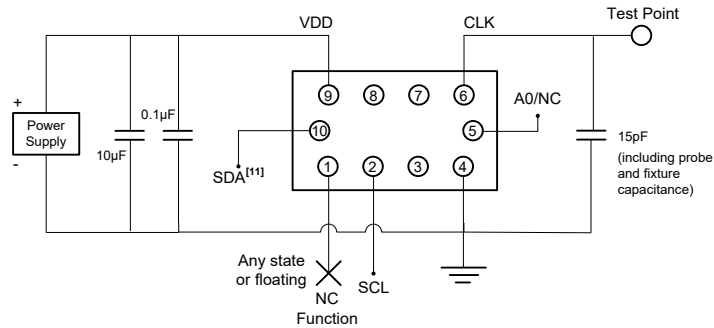 VDD
CLK
Test Point
+
Power
Supply
-
10µF
0.1µF
9
8
7
6
10
5
1
2
3
4
SDA[11]
A0/NC
15pF
(including probe
and fixture
capacitance)
Any state
or floating
NC
Function
SCL